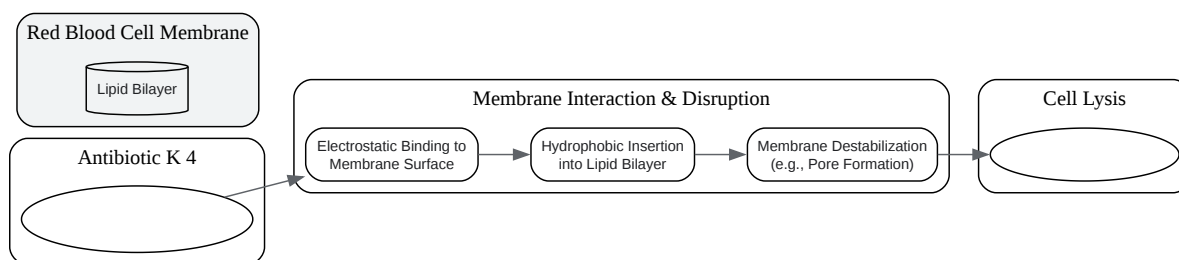 Red Blood Cell Membrane
Lipid Bilayer
Antibiotic K 4
Membrane Interaction & Disruption
Electrostatic Binding to
Membrane Surface
Hydrophobic Insertion
into Lipid Bilayer
Membrane Destabilization
(e.g., Pore Formation)
Cell Lysis